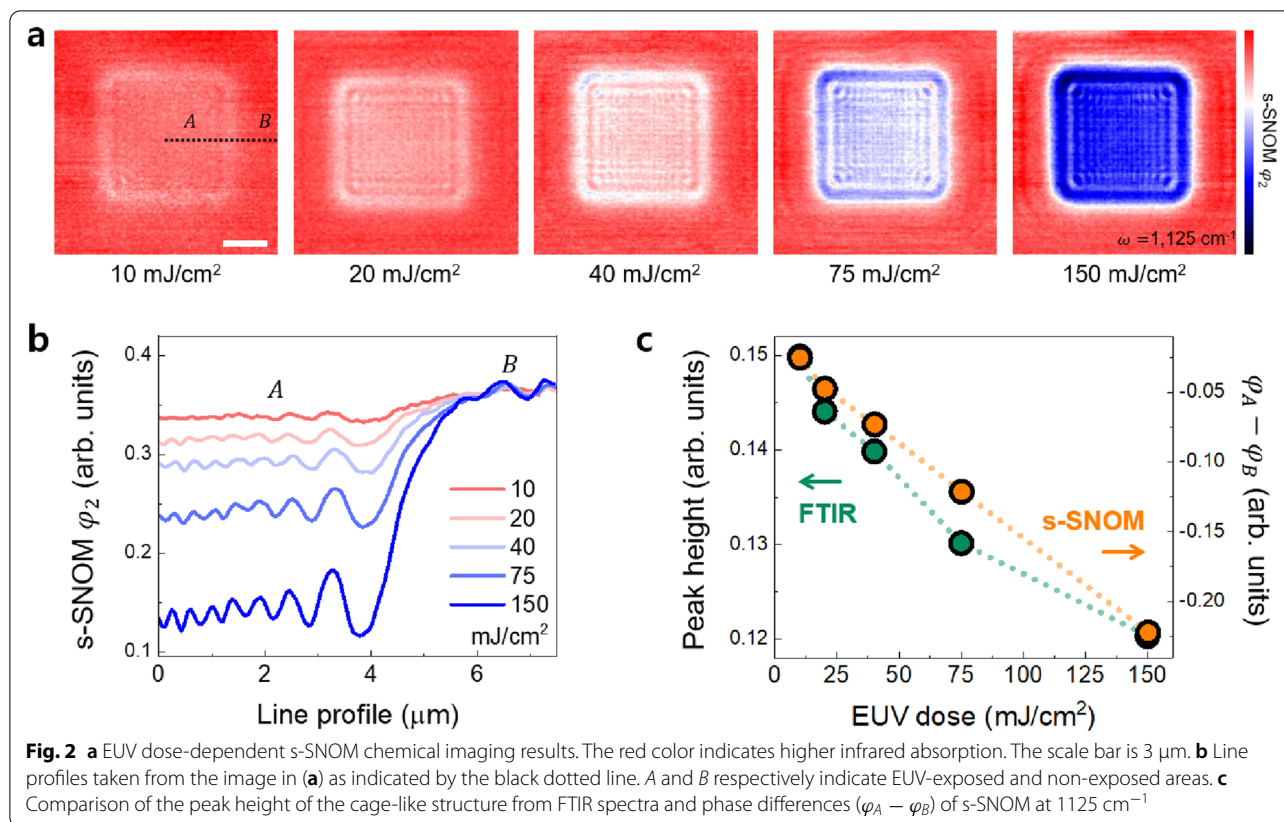 a
A B
s-SNOM φ₂
ω =1,125 cm⁻¹
10 mJ/cm² 20 mJ/cm² 40 mJ/cm² 75 mJ/cm² 150 mJ/cm²
b
s-SNOM φ₂ (arb. units)
0.4
0.3
0.2
0.1
A
B
10
20
40
75
150
mJ/cm²
0 2 4 6
Line profile (μm)
c
Peak height (arb. units)
0.15
0.14
0.13
0.12
FTIR
s-SNOM
-0.05
-0.10
-0.15
-0.20
φA − φB (arb. units)
0 25 50 75 100 125 150
EUV dose (mJ/cm²)
Fig. 2 a EUV dose-dependent s-SNOM chemical imaging results. The red color indicates higher infrared absorption. The scale bar is 3 μm. b Line
profiles taken from the image in (a) as indicated by the black dotted line. A and B respectively indicate EUV-exposed and non-exposed areas. c
Comparison of the peak height of the cage-like structure from FTIR spectra and phase differences (φA − φB) of s-SNOM at 1125 cm⁻¹